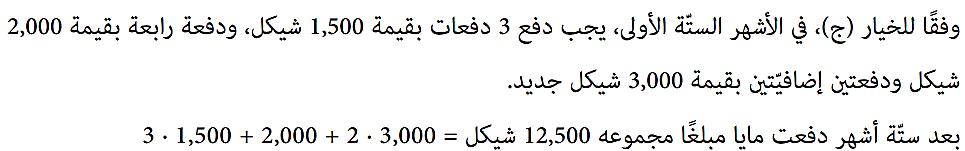 وفقًا للخيار (ج)، في الأشهر الستّة الأولى، يجب دفع 3 دفعات بقيمة 1,500 شيكل، ودفعة رابعة بقيمة 2,000
شيكل ودفعتين إضافيّتين بقيمة 3,000 شيكل جديد.
بعد ستّة أشهر دفعت مايا مبلغًا مجموعه 12,500 شيكل = 3,000 · 2 + 2,000 + 1,500 · 3